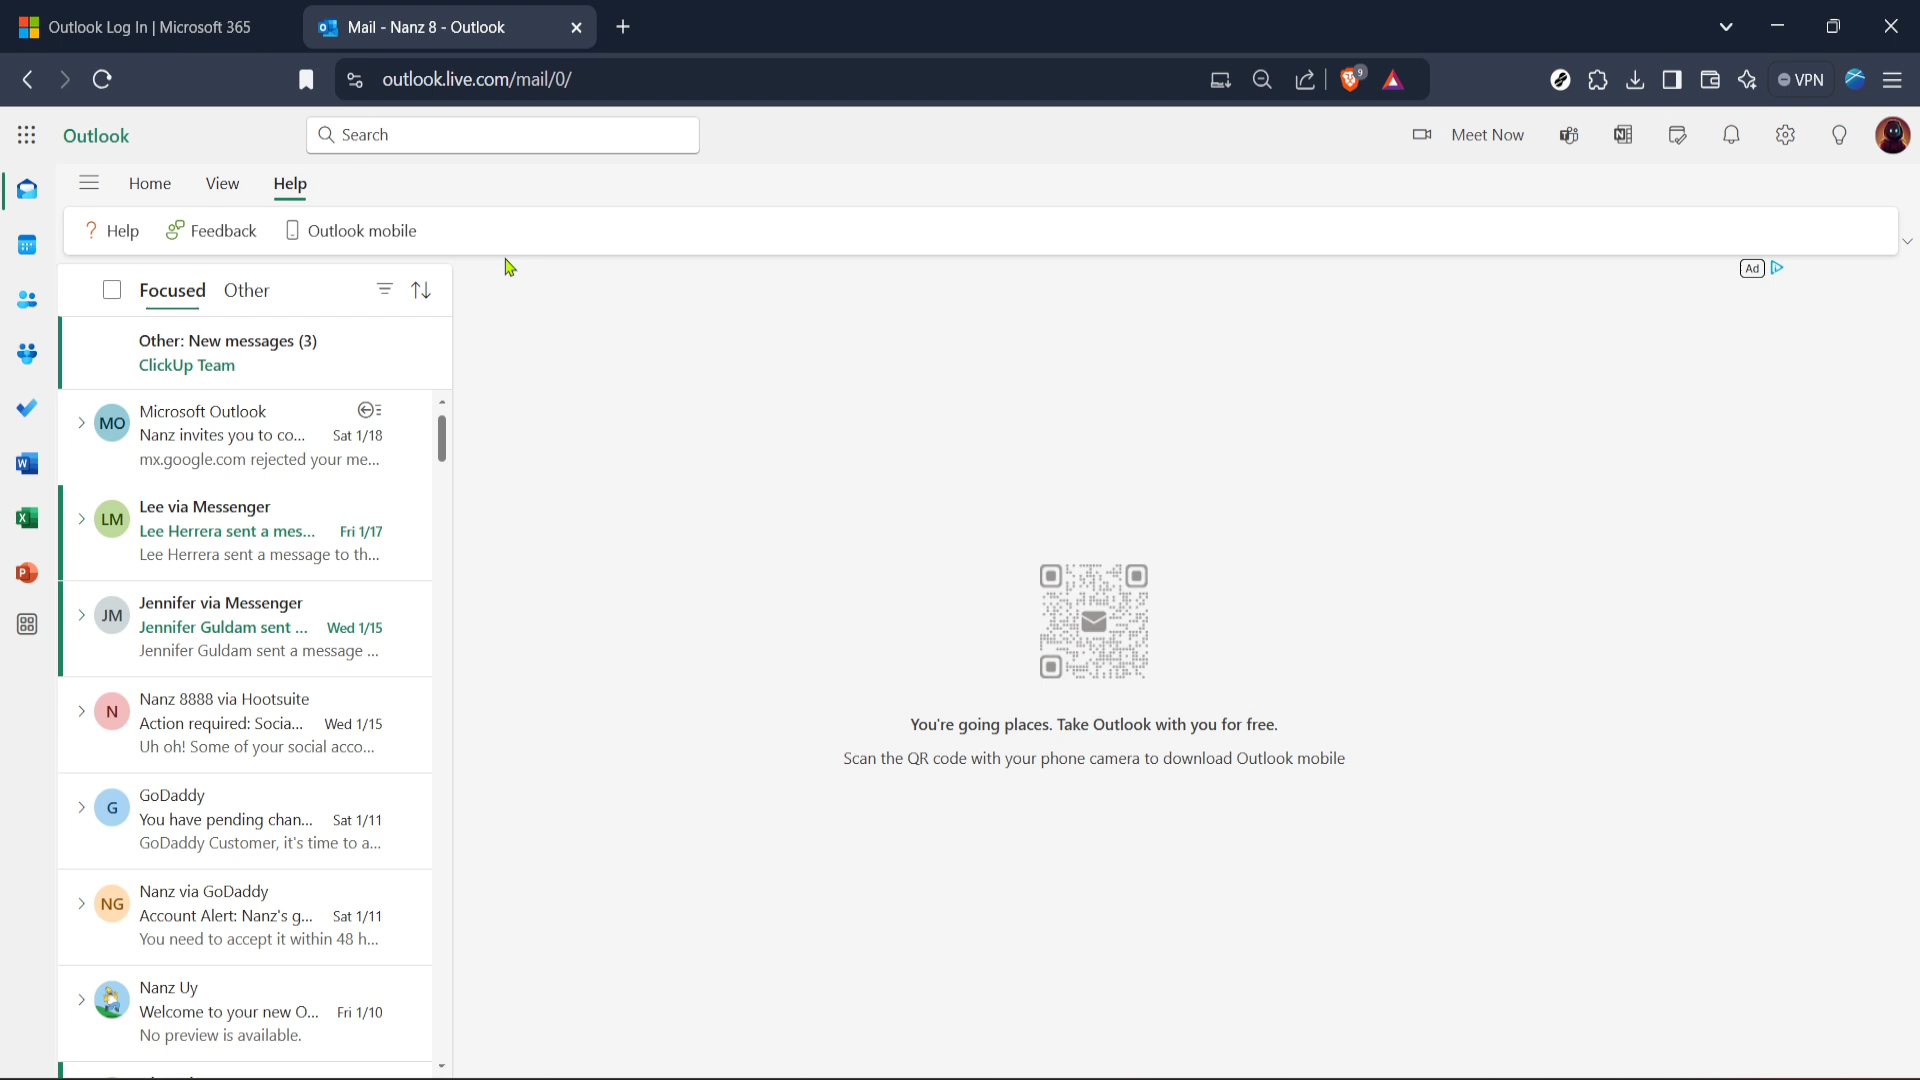 Outlook Log In | Microsoft 365
Mail - Nanz 8 - Outlook
outlook.live.com/mail/0/
9
VPN
Outlook
Search
Meet Now
Home View Help
Help Feedback Outlook mobile
Ad
Focused Other
Other: New messages (3)
ClickUp Team
MO
Microsoft Outlook
Nanz invites you to co... Sat 1/18
mx.google.com rejected your me...
LM
Lee via Messenger
Lee Herrera sent a mes... Fri 1/17
Lee Herrera sent a message to th...
JM
Jennifer via Messenger
Jennifer Guldam sent ... Wed 1/15
Jennifer Guldam sent a message ...
N
Nanz 8888 via Hootsuite
Action required: Socia... Wed 1/15
Uh oh! Some of your social acco...
G
GoDaddy
You have pending chan... Sat 1/11
GoDaddy Customer, it's time to a...
NG
Nanz via GoDaddy
Account Alert: Nanz's g... Sat 1/11
You need to accept it within 48 h...
Nanz Uy
Welcome to your new O... Fri 1/10
No preview is available.
You're going places. Take Outlook with you for free.
Scan the QR code with your phone camera to download Outlook mobile